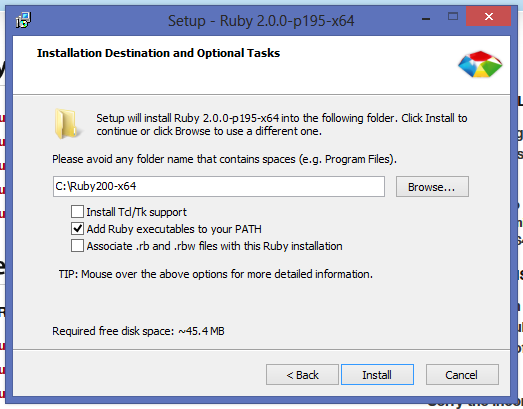 Setup - Ruby 2.0.0-p195-x64
Installation Destination and Optional Tasks
Setup will install Ruby 2.0.0-p195-x64 into the following folder. Click Install to
continue or click Browse to use a different one.
Please avoid any folder name that contains spaces (e.g. Program Files).
C:\Ruby200-x64
Browse...
Install Tcl/Tk support
Add Ruby executables to your PATH
Associate .rb and .rbw files with this Ruby installation
TIP: Mouse over the above options for more detailed information.
Required free disk space: ~45.4 MB
< Back
Install
Cancel